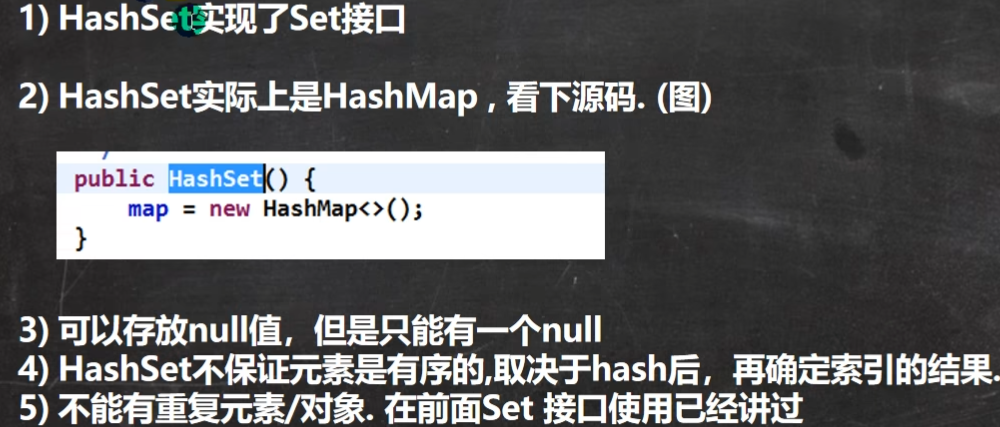 1) HashSet实现了Set接口
2) HashSet实际上是HashMap , 看下源码. (图)
public HashSet() {
map = new HashMap<>();
}
3) 可以存放null值，但是只能有一个null
4) HashSet不保证元素是有序的,取决于hash后，再确定索引的结果.
5) 不能有重复元素/对象. 在前面Set 接口使用已经讲过